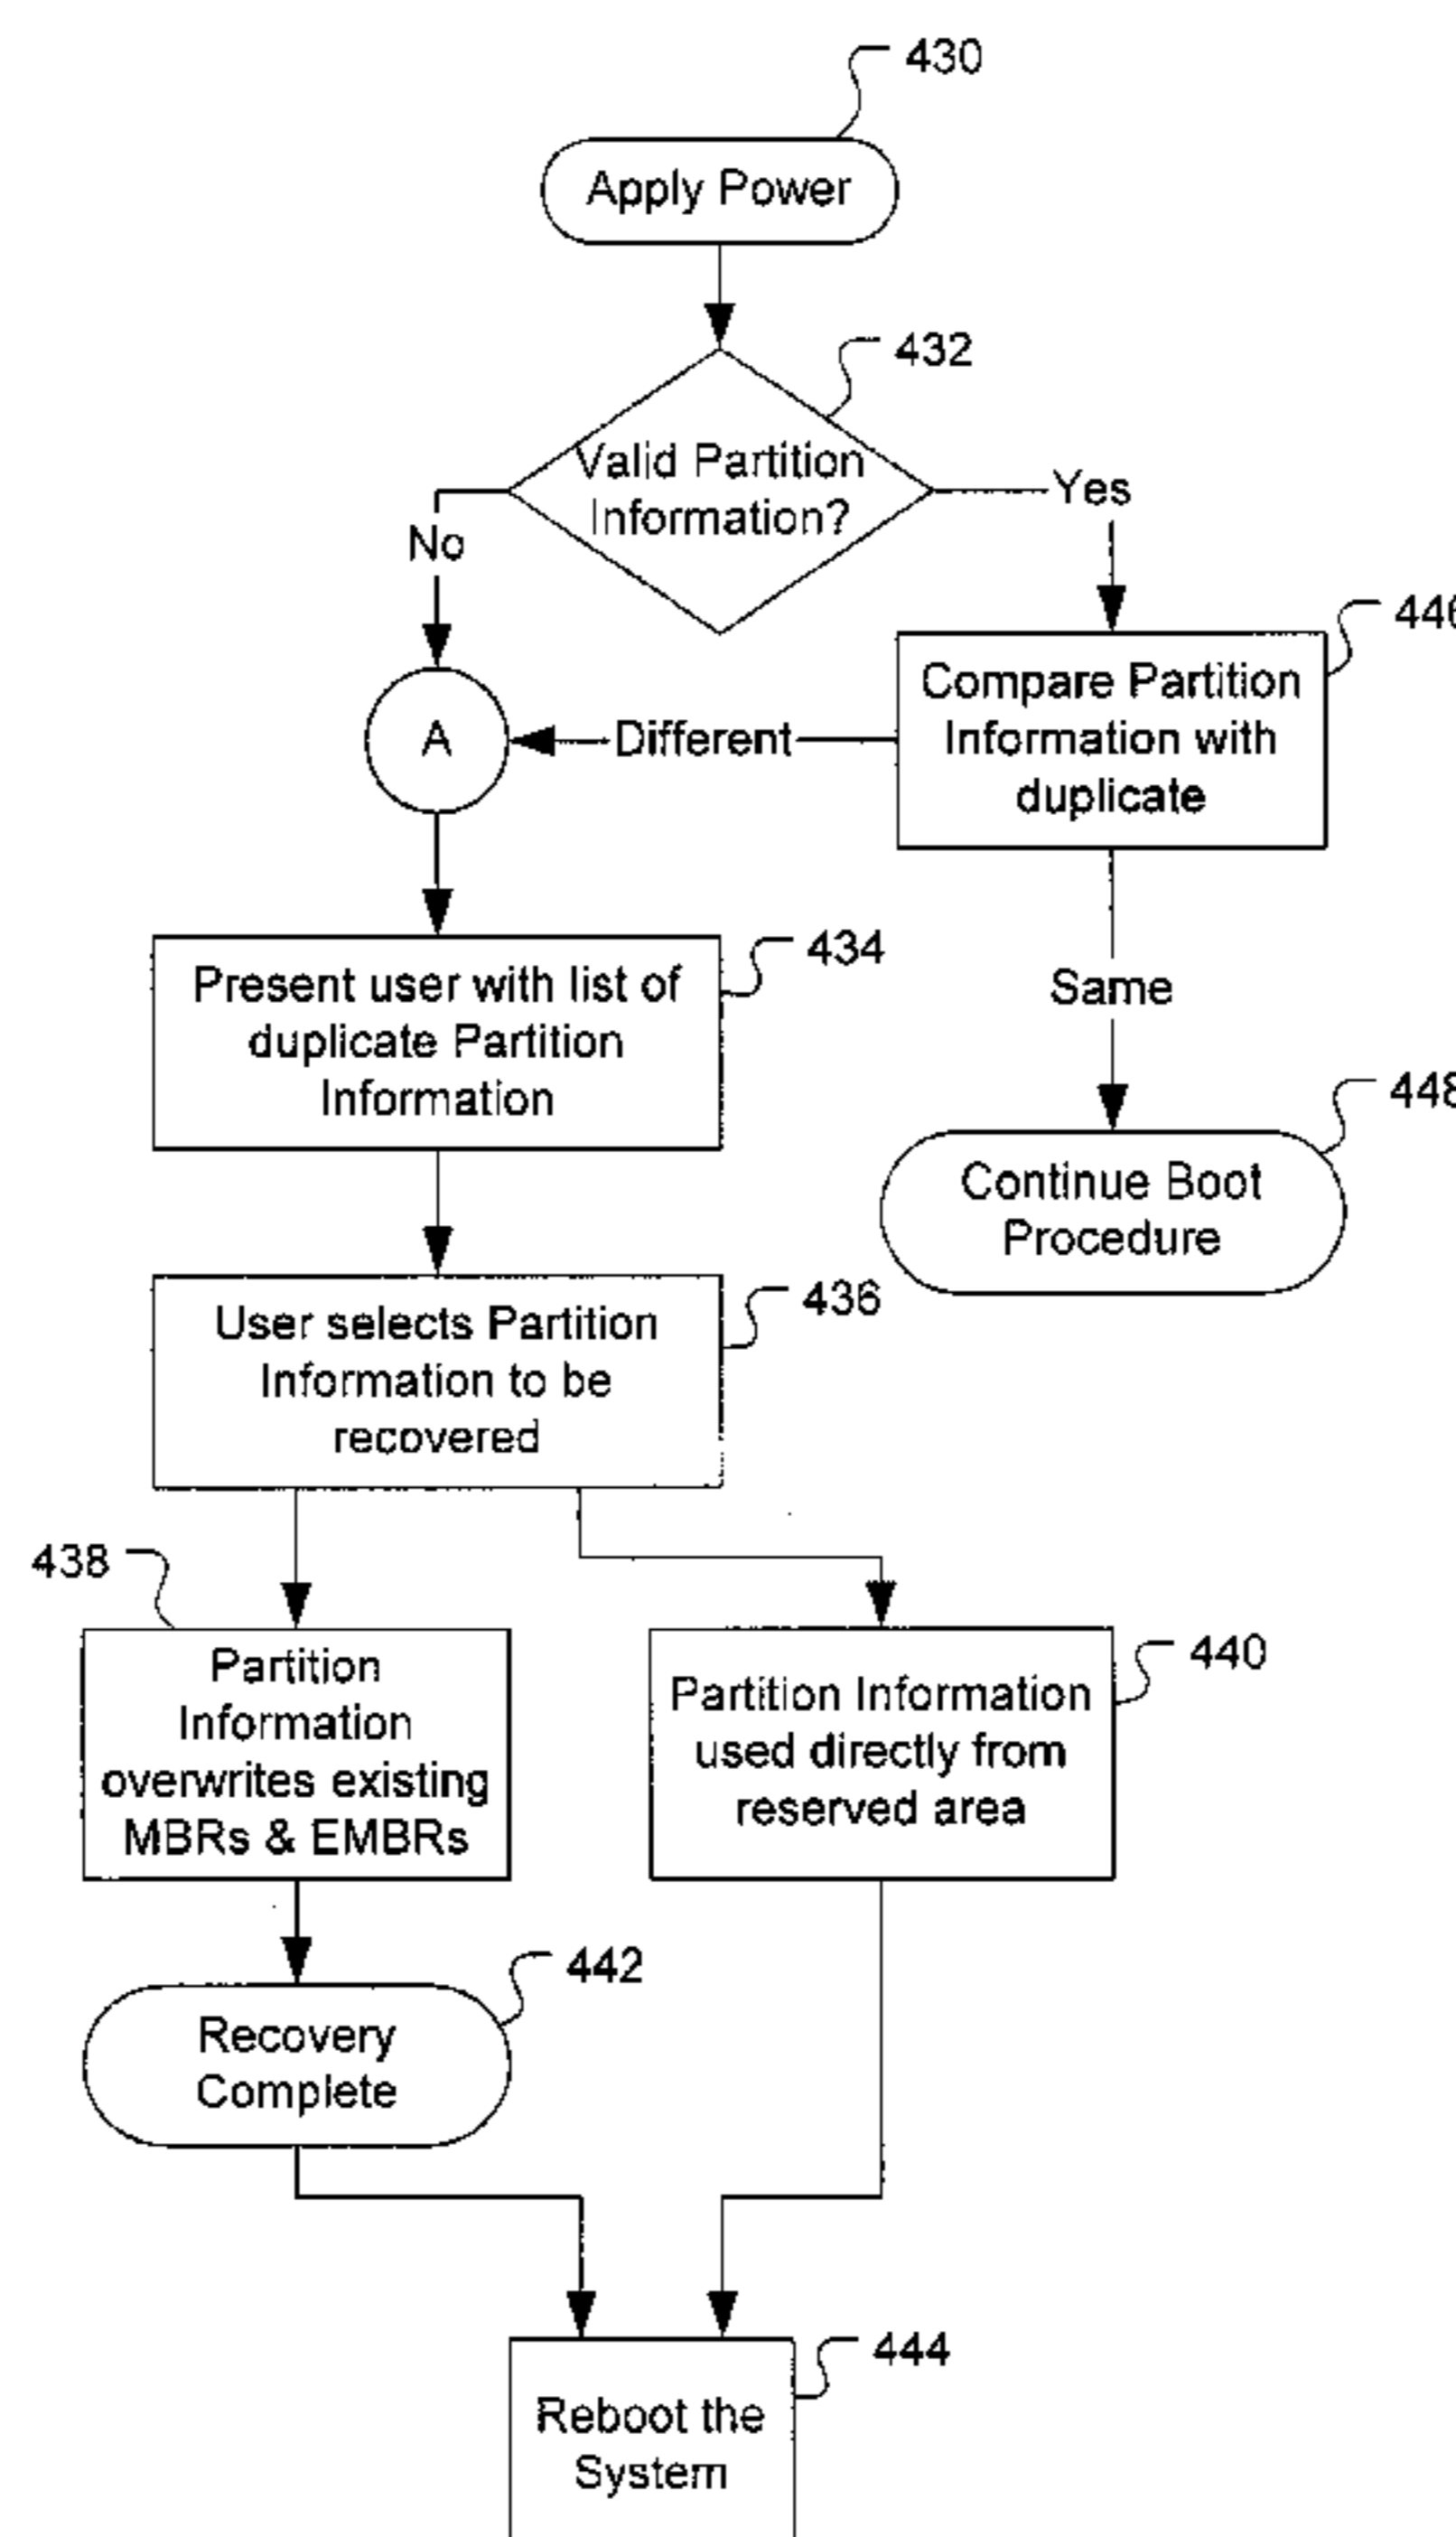 430
Apply Power
432
Valid Partition
Information?
Yes
No
446
Compare Partition
Information with
duplicate
Different
A
434
Present user with list of
duplicate Partition
Information
Same
448
Continue Boot
Procedure
436
User selects Partition
Information to be
recovered
438
Partition
Information
overwrites existing
MBRs & EMBRs
440
Partition Information
used directly from
reserved area
442
Recovery
Complete
444
Reboot the
System